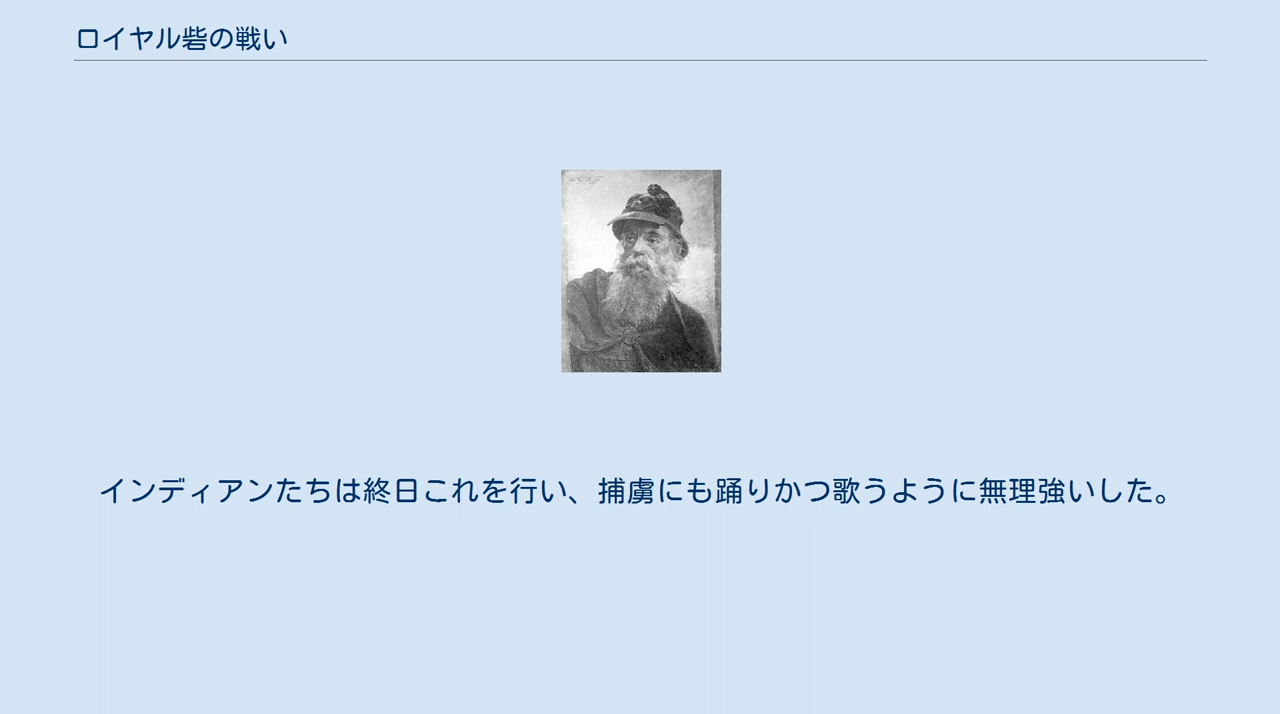 ロイヤル砦の戦い
インディアンたちは終日これを行い、捕虜にも踊りかつ歌うように無理強いした。